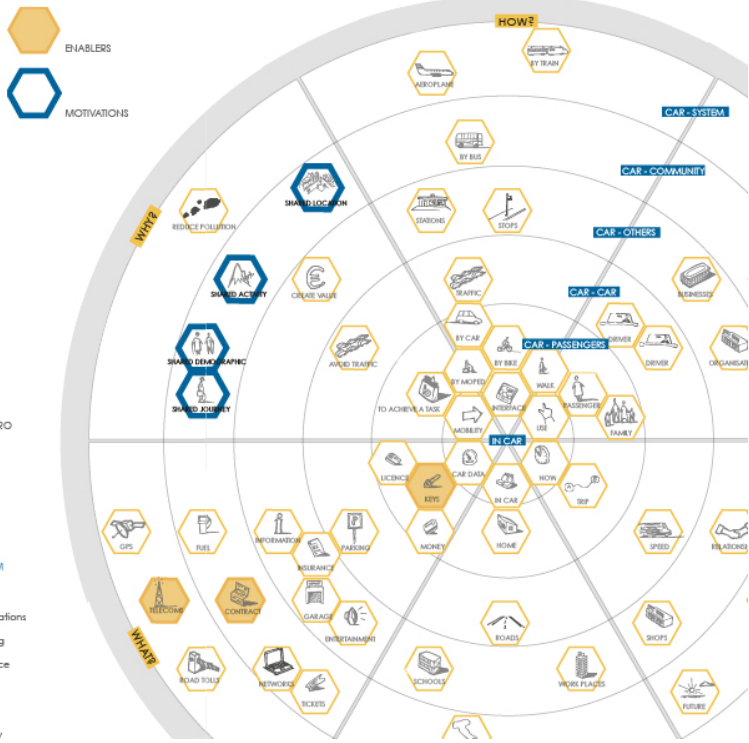 HOW?
ENABLERS
BY TRAIN
AEROPLANE
MOTIVATIONS
CAR - SYSTEM
BY BUS
CAR - COMMUNITY
SHARED LOCATION
STATIONS
STOPS
REDUCE POLLUTION
WHY?
CAR - OTHERS
TRAFFIC
CAR - CAR
SHARED ACTIVITY
CREATE VALUE
BUSINESSES
BY CAR
DRIVER
CAR - PASSENGERS
SHARED DEMOGRAPHIC
AVOID TRAFFIC
BY BIKE
DRIVER
ORGANISAT
BY MOPED
WALK
SHARED JOURNEY
TO ACHIEVE A TASK
INTERFACE
PASSENGER
RO
MOBILITY
USE
FAMILY
IN CAR
LICENCE
CAR DATA
NOW
KEYS
IN CAR
TRIP
GPS
FUEL
INFORMATION
PARKING
MONEY
HOME
SPEED
RELATIONSH
M
INSURANCE
TELECOMS
CONTRACT
GARAGE
ations
ENTERTAINMENT
ROADS
SHOPS
g
WHAT?
ce
ROAD TOLLS
NETWORKS
SCHOOLS
WORK PLACES
TICKETS
FUTURE
y